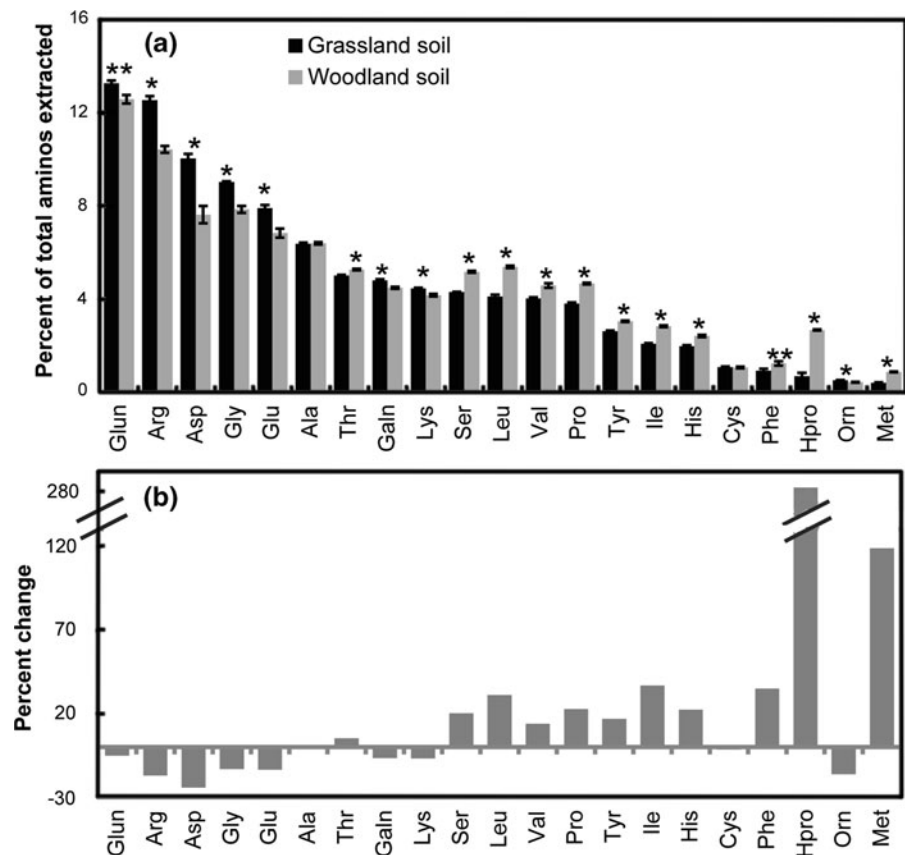 16
(a)
Grassland soil
Woodland soil
** * * * * * * * * * * * * * * ** * * *
12
8
4
0
Percent of total aminos extracted
Glun Arg Asp Gly Glu Ala Thr Galn Lys Ser Leu Val Pro Tyr Ile His Cys Phe Hpro Orn Met
280
(b)
120
70
20
-30
Percent change
Glun Arg Asp Gly Glu Ala Thr Galn Lys Ser Leu Val Pro Tyr Ile His Cys Phe Hpro Orn Met